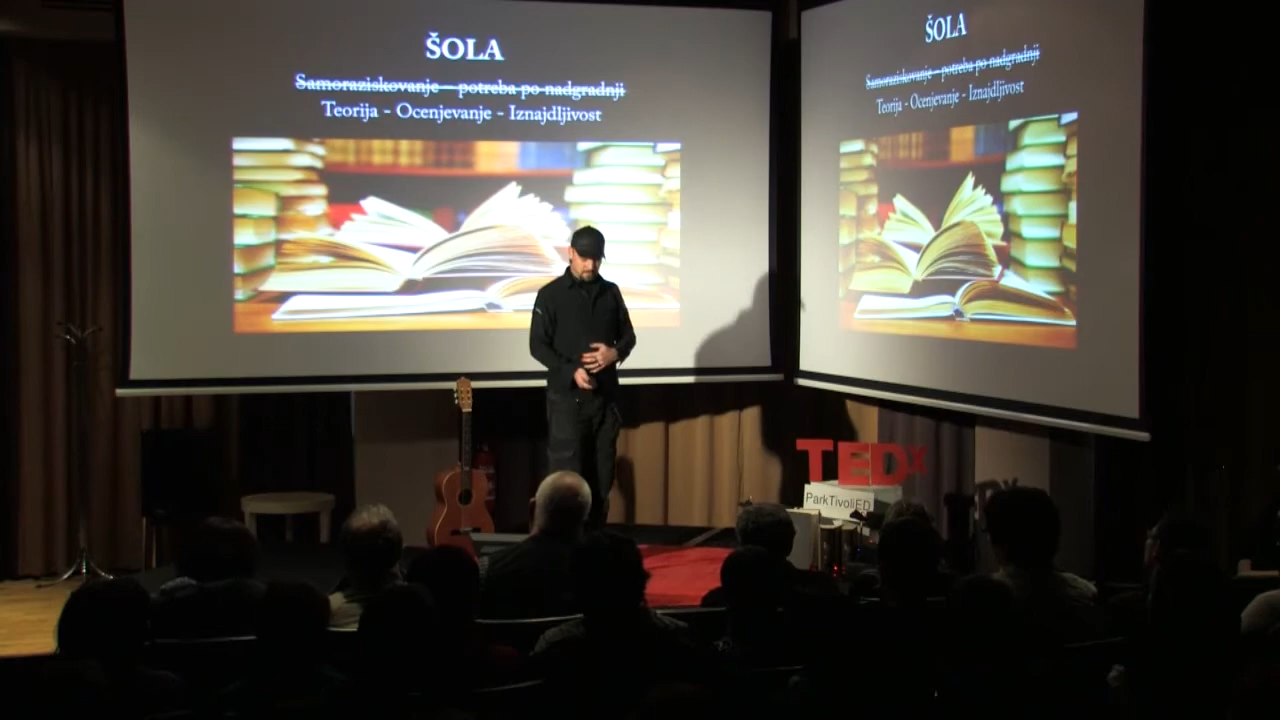 ŠOLA
Samoraziskovanje – potreba po nadgradnji
Teorija - Ocenjevanje - Iznajdljivost
ŠOLA
Samoraziskovanje – potreba po nadgradnji
Teorija - Ocenjevanje - Iznajdljivost
TEDx
ParkTivoliED